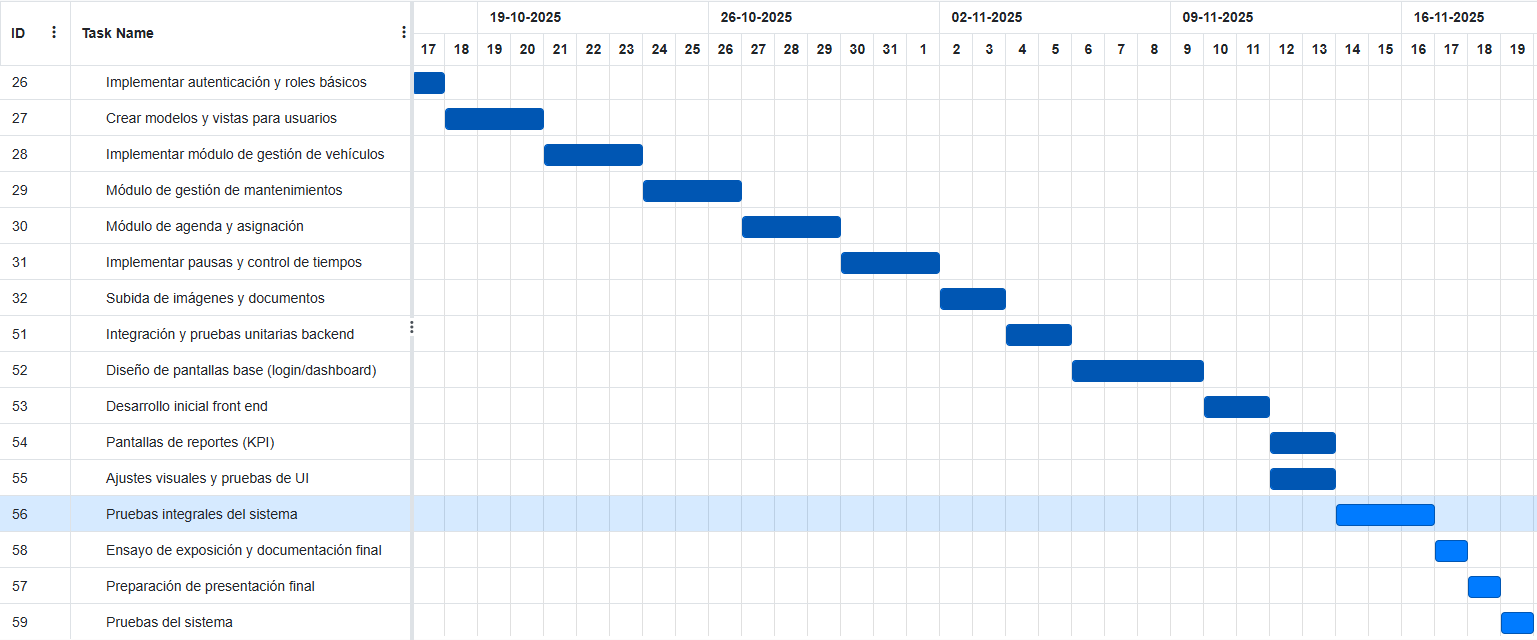 ID Task Name 19-10-2025 26-10-2025 02-11-2025 09-11-2025 16-11-2025
17 18 19 20 21 22 23 24 25 26 27 28 29 30 31 1 2 3 4 5 6 7 8 9 10 11 12 13 14 15 16 17 18 19
26 Implementar autenticación y roles básicos
27 Crear modelos y vistas para usuarios
28 Implementar módulo de gestión de vehículos
29 Módulo de gestión de mantenimientos
30 Módulo de agenda y asignación
31 Implementar pausas y control de tiempos
32 Subida de imágenes y documentos
51 Integración y pruebas unitarias backend
52 Diseño de pantallas base (login/dashboard)
53 Desarrollo inicial front end
54 Pantallas de reportes (KPI)
55 Ajustes visuales y pruebas de UI
56 Pruebas integrales del sistema
58 Ensayo de exposición y documentación final
57 Preparación de presentación final
59 Pruebas del sistema